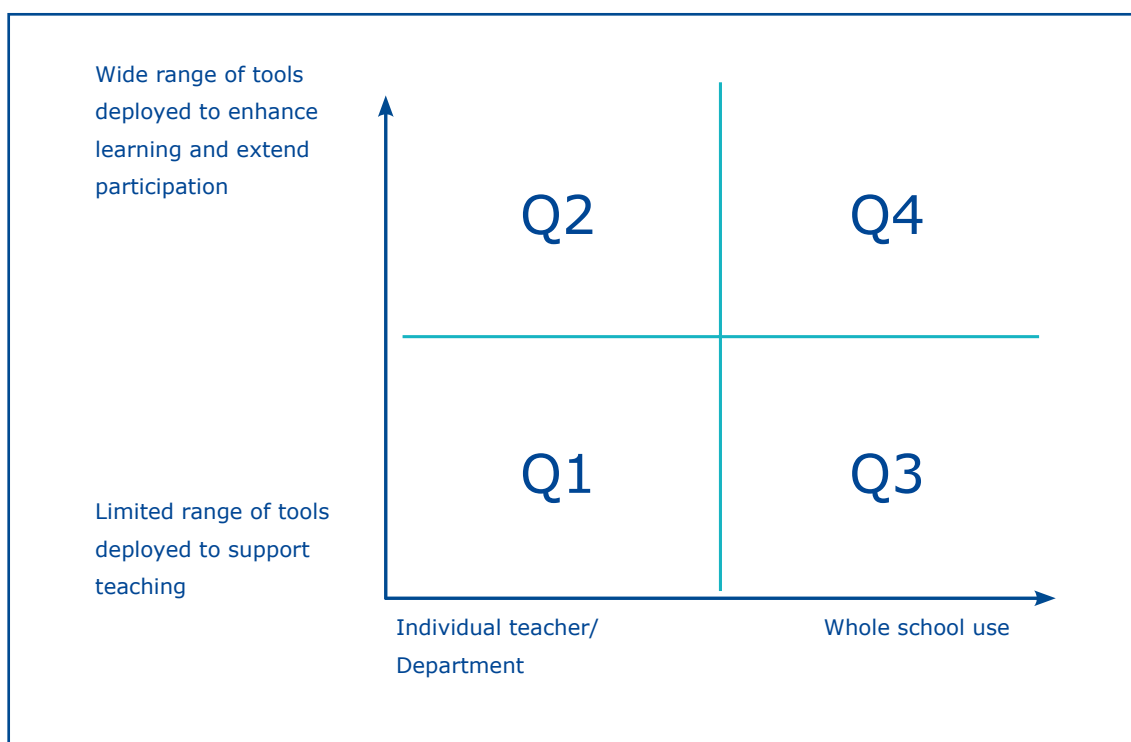 Wide range of tools
deployed to enhance
learning and extend
participation
Q2
Q4
Q1
Q3
Limited range of tools
deployed to support
teaching
Individual teacher/
Department
Whole school use